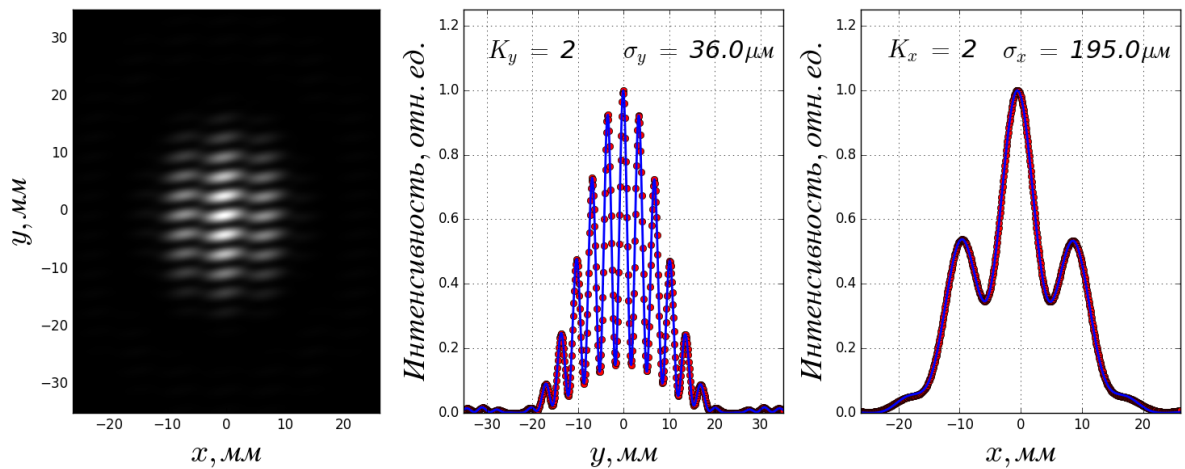 30
20
10
0
−10
−20
−30
−20 −10 0 10 20
y, мм
x, мм
1.2
1.0
0.8
0.6
0.4
0.2
0.0
−30 −20 −10 0 10 20 30
Интенсивность, отн. ед.
y, мм
K_y = 2 σ_y = 36.0μм
1.2
1.0
0.8
0.6
0.4
0.2
0.0
−20 −10 0 10 20
Интенсивность, отн. ед.
x, мм
K_x = 2 σ_x = 195.0μм